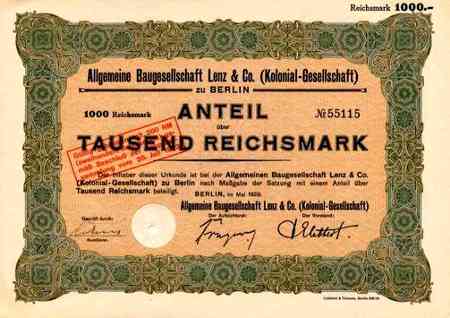 Reichsmark 1000.-
Allgemeine Baugesellschaft Lenz & Co. (Kolonial-Gesellschaft)
zu BERLIN
1000 Reichsmark ANTEIL №55115
über
TAUSEND REICHSMARK
200 RM
Der Inhaber dieser Urkunde ist bei der Allgemeinen Baugesellschaft Lenz & Co.
(Kolonial-Gesellschaft) zu Berlin nach Maßgabe der Satzung mit einem Anteil über
Tausend Reichsmark beteiligt.
BERLIN, im Mai
Allgemeine Baugesellschaft Lenz & Co. (Kolonial-Gesellschaft)
Der Aufsichtsrat: Der Vorstand: